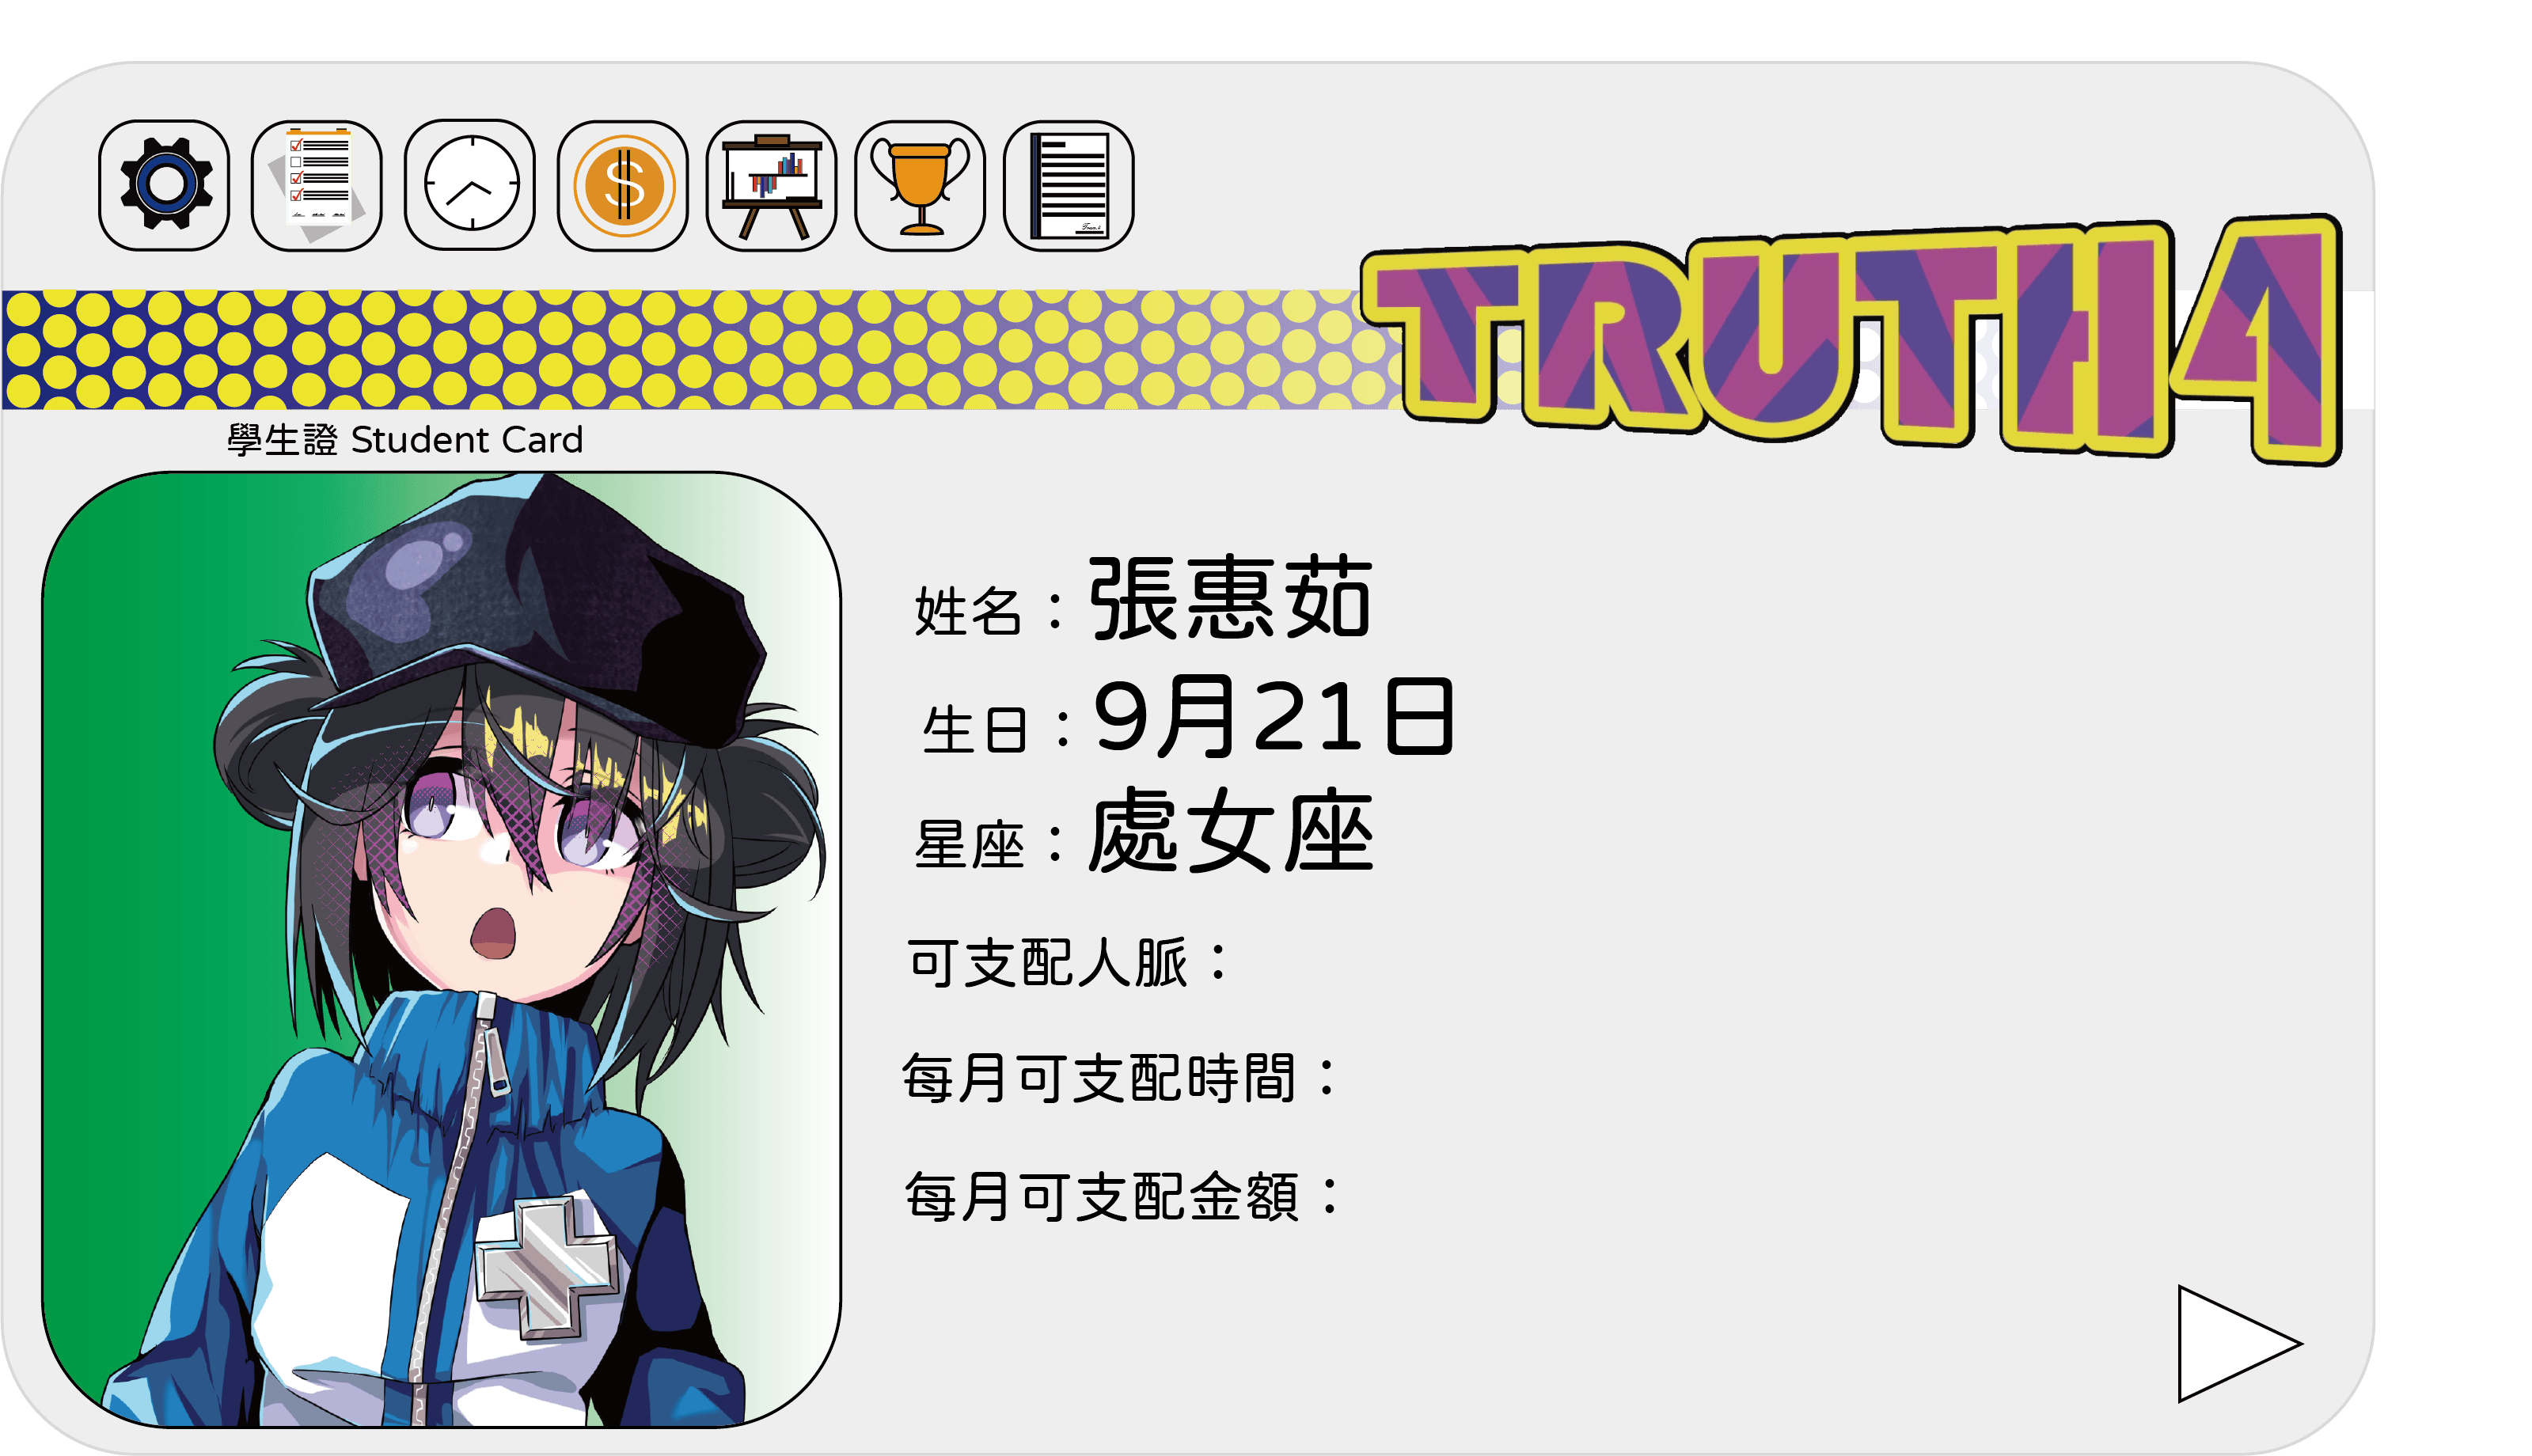 $
TRUTH4
學生證 Student Card
姓名：張惠茹
生日：9月21日
星座：處女座
可支配人脈：
每月可支配時間：
每月可支配金額：